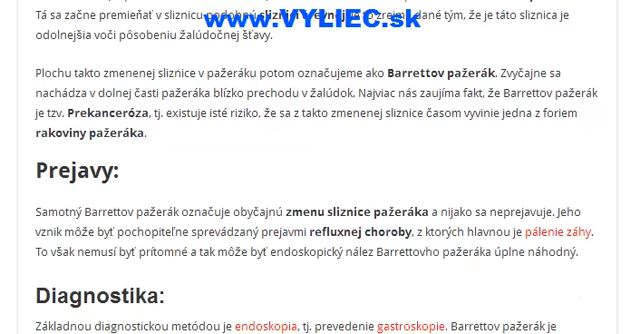 Tá sa začne premieňať v sliznicu podobnú sliznici
www.VYLIEC.sk
zrejme dané tým, že je táto sliznica
odolnejšia voči pôsobeniu žalúdočnej šťavy.
Plochu takto zmenenej sliznice v pažeráku potom označujeme ako Barrettov pažerák. Zvyčajne sa
nachádza v dolnej časti pažeráka blízko prechodu v žalúdok. Najviac nás zaujíma fakt, že Barrettov pažerák
je tzv. Prekanceróza, tj. existuje isté riziko, že sa z takto zmenenej sliznice časom vyvinie jedna z foriem
rakoviny pažeráka.
Prejavy:
Samotný Barrettov pažerák označuje obyčajnú zmenu sliznice pažeráka a nijako sa neprejavuje. Jeho
vznik môže byť pochopiteľne sprevádzaný prejavmi refluxnej choroby, z ktorých hlavnou je pálenie záhy.
To však nemusí byť prítomné a tak môže byť endoskopický nález Barrettovho pažeráka úplne náhodný.
Diagnostika:
Základnou diagnostickou metódou je endoskopia, tj. prevedenie gastroskopie. Barrettov pažerák je